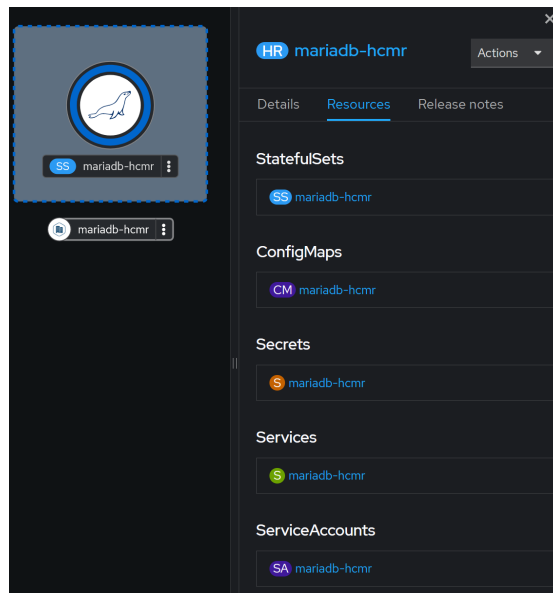 SS mariadb-hcmr
mariadb-hcmr
HR mariadb-hcmr
Actions
Details Resources Release notes
StatefulSets
SS mariadb-hcmr
ConfigMaps
CM mariadb-hcmr
Secrets
S mariadb-hcmr
Services
S mariadb-hcmr
ServiceAccounts
SA mariadb-hcmr